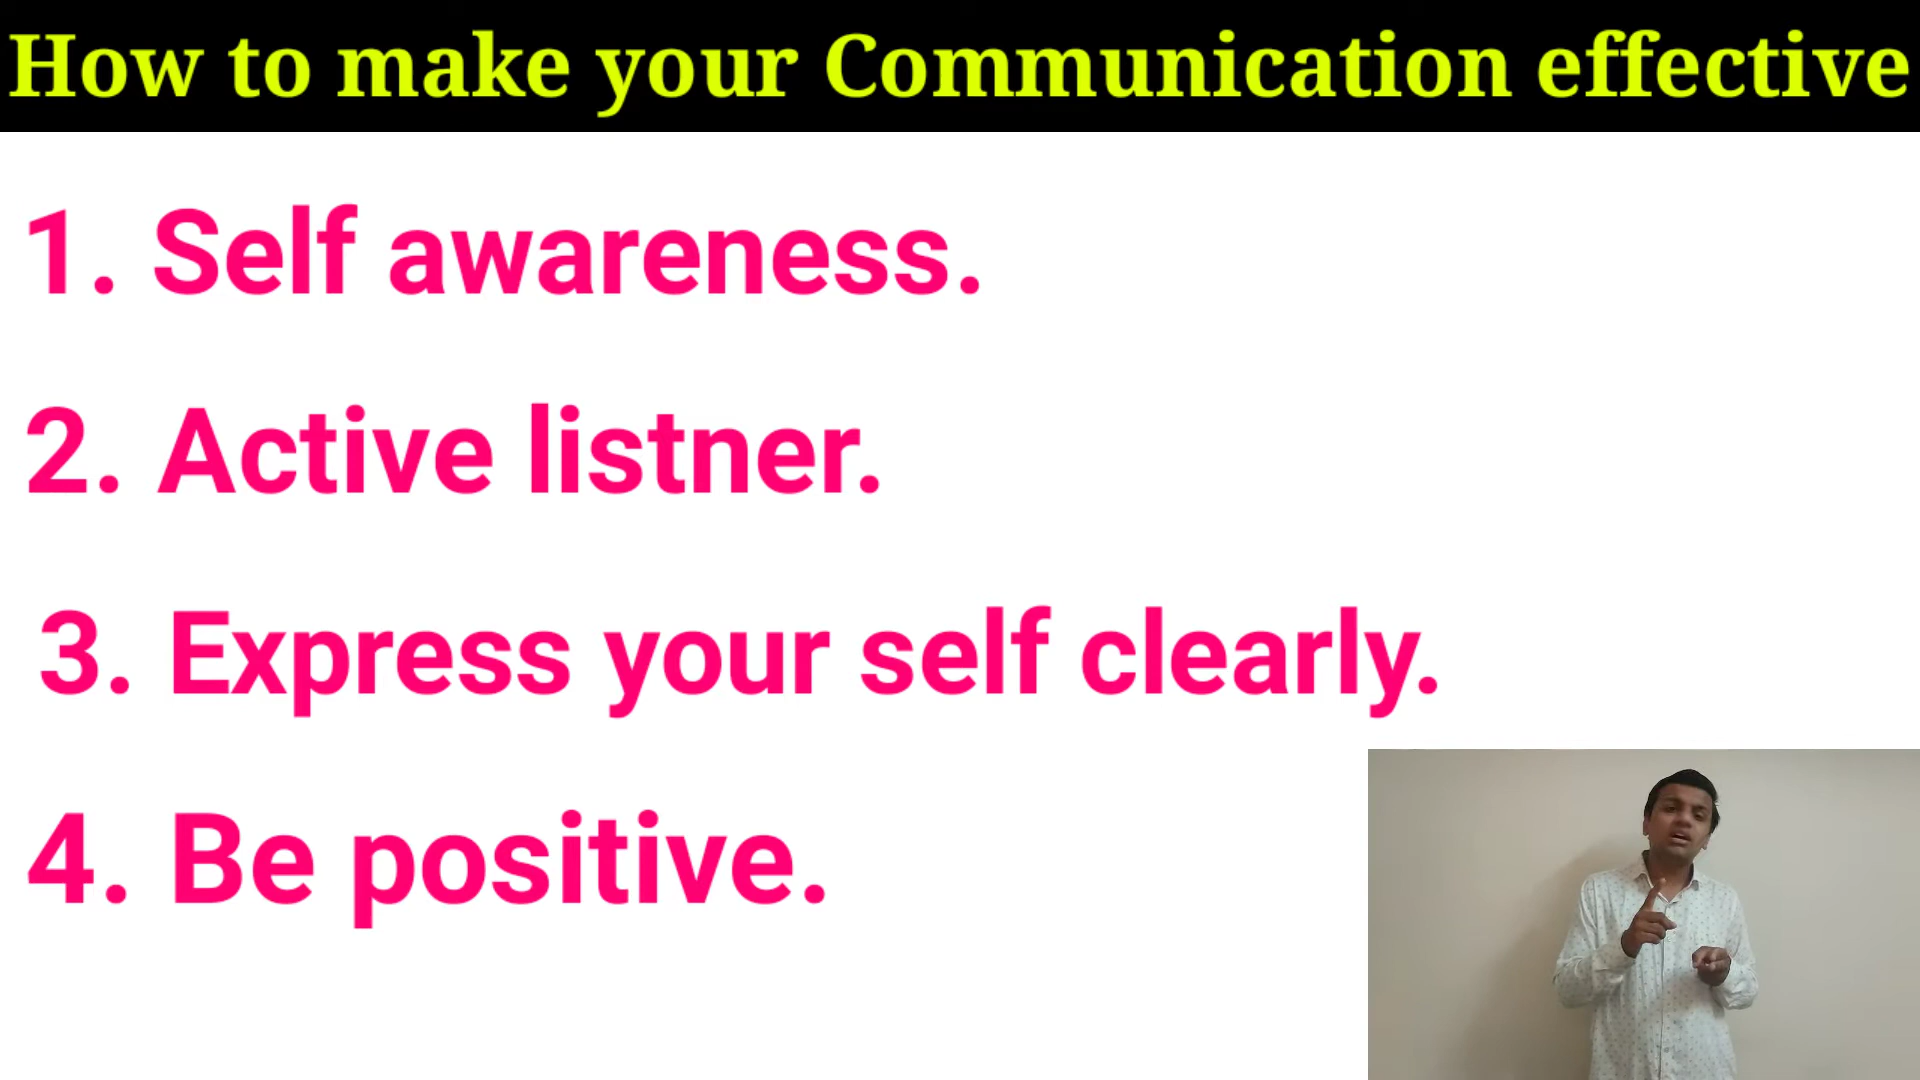 How to make your Communication effective
1. Self awareness.
2. Active listner.
3. Express your self clearly.
4. Be positive.